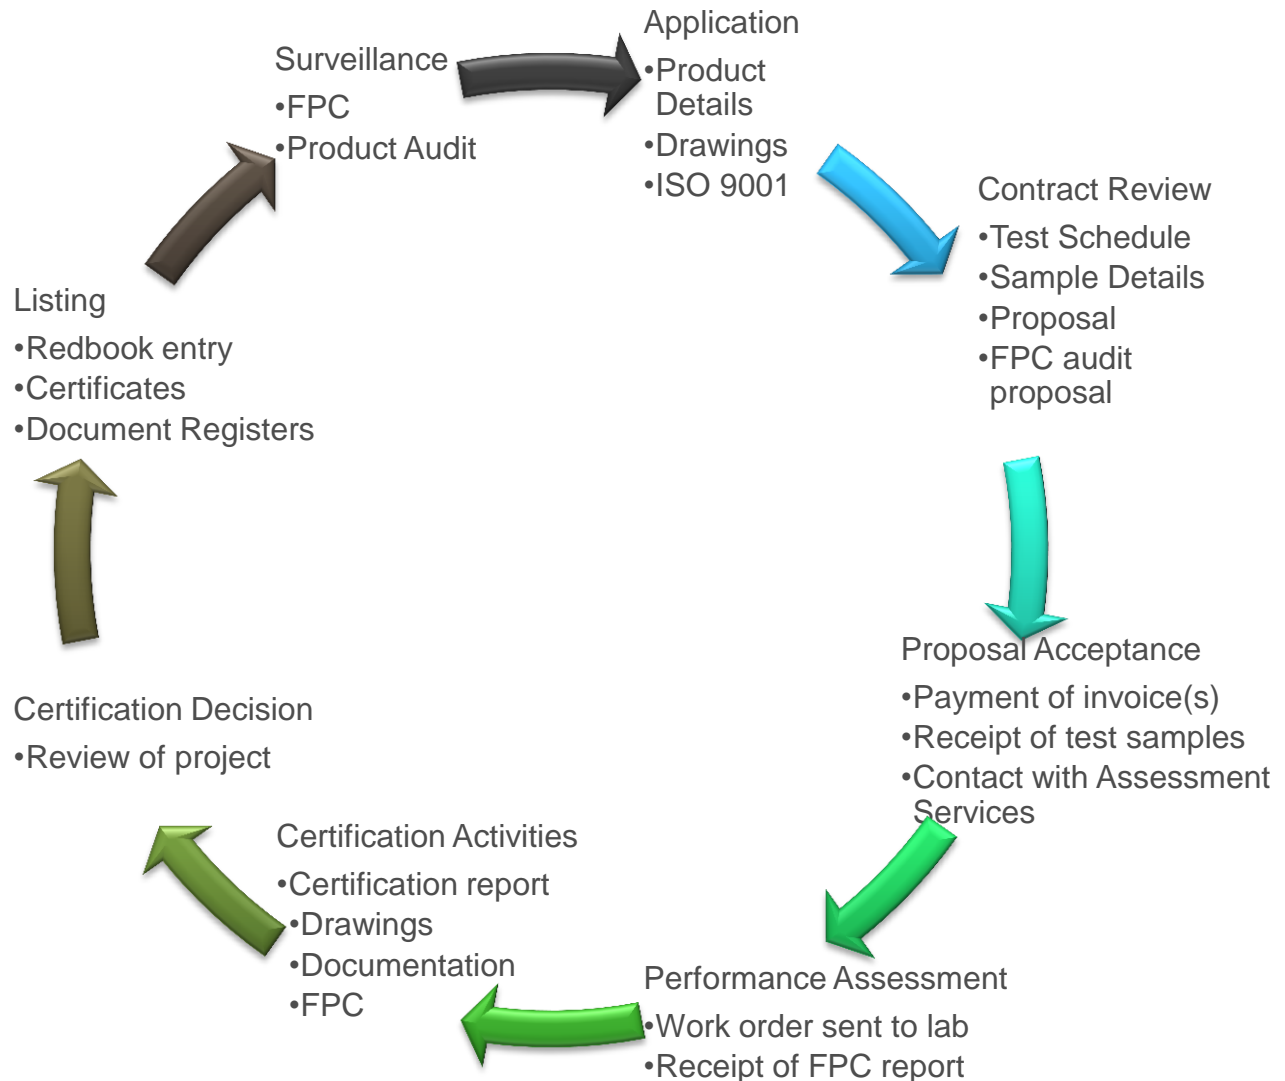 Application
•Product
Details
•Drawings
•ISO 9001
Contract Review
•Test Schedule
•Sample Details
•Proposal
•FPC audit
proposal
Proposal Acceptance
•Payment of invoice(s)
•Receipt of test samples
•Contact with Assessment
Services
Performance Assessment
•Work order sent to lab
•Receipt of FPC report
Certification Activities
•Certification report
•Drawings
•Documentation
•FPC
Certification Decision
•Review of project
Listing
•Redbook entry
•Certificates
•Document Registers
Surveillance
•FPC
•Product Audit